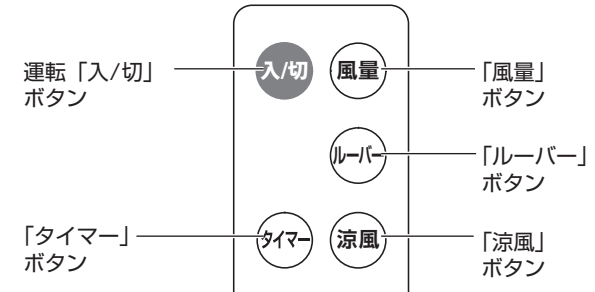 運転「入/切」
ボタン
入/切
風量
「風量」
ボタン
ルーバー
「ルーバー」
ボタン
「タイマー」
ボタン
タイマー
涼風
「涼風」
ボタン